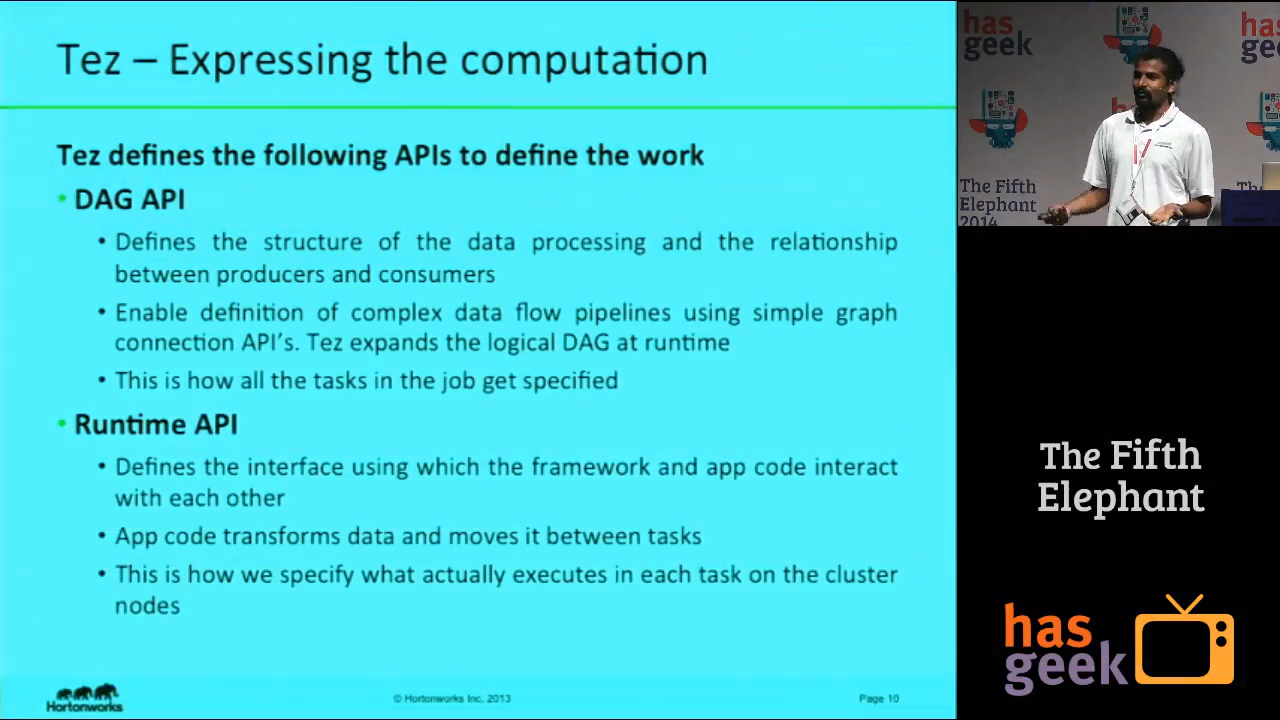 Tez – Expressing the computation
Tez defines the following APIs to define the work
• DAG API
• Defines the structure of the data processing and the relationship
between producers and consumers
• Enable definition of complex data flow pipelines using simple graph
connection API's. Tez expands the logical DAG at runtime
• This is how all the tasks in the job get specified
• Runtime API
• Defines the interface using which the framework and app code interact
with each other
• App code transforms data and moves it between tasks
• This is how we specify what actually executes in each task on the cluster
nodes
Hortonworks
© Hortonworks Inc. 2013
Page 10
has
geek
has
The Fifth
Elephant
2014
The Fifth
Elephant
has
geek